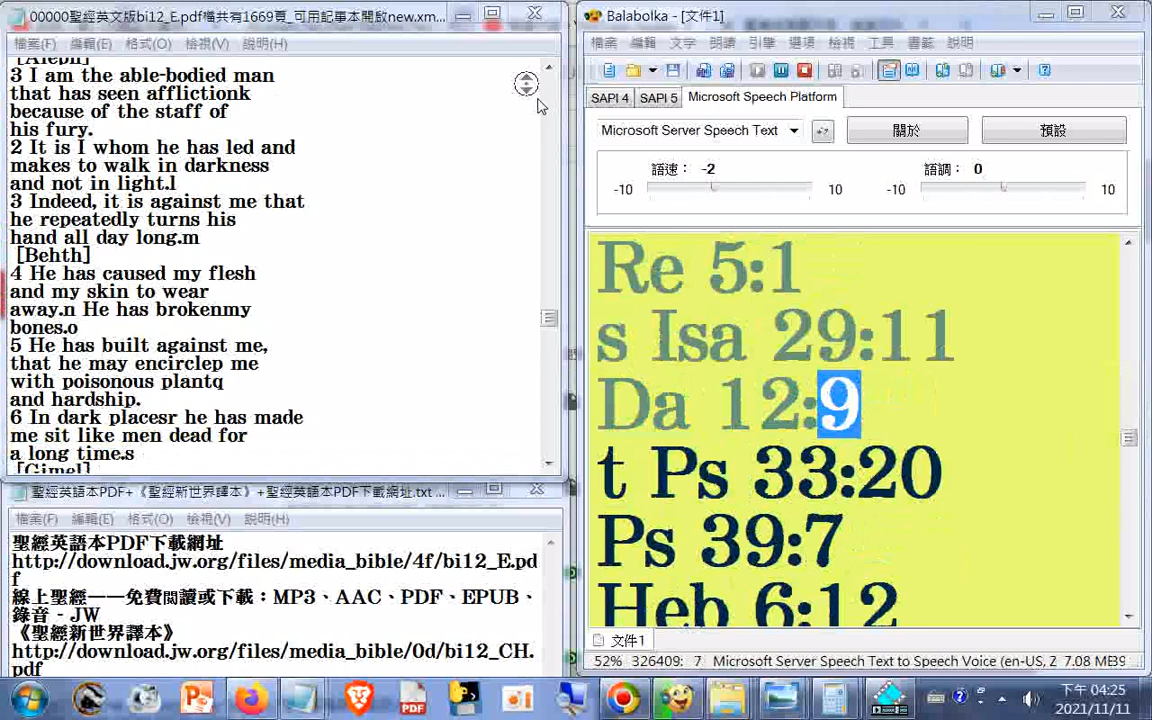 00000聖經英文版bi12_E.pdf檔共有1669頁_可用記事本開啟new.xm...
檔案(F) 編輯(E) 格式(O) 檢視(V) 說明(H)
[Aleph]
3 I am the able-bodied man
that has seen afflictionk
because of the staff of
his fury.
2 It is I whom he has led and
makes to walk in darkness
and not in light.l
3 Indeed, it is against me that
he repeatedly turns his
hand all day long.m
[Behth]
4 He has caused my flesh
and my skin to wear
away.n He has brokenmy
bones.o
5 He has built against me,
that he may encirclep me
with poisonous plantq
and hardship.
6 In dark placesr he has made
me sit like men dead for
a long time.s
[Gimel]
聖經英語本PDF+《聖經新世界譯本》+聖經英語本PDF下載網址.txt ...
檔案(F) 編輯(E) 格式(O) 檢視(V) 說明(H)
聖經英語本PDF下載網址
http://download.jw.org/files/media_bible/4f/bi12_E.pd
f
線上聖經——免費閱讀或下載：MP3、AAC、PDF、EPUB、
錄音 - JW
《聖經新世界譯本》
http://download.jw.org/files/media_bible/0d/bi12_CH.
pdf
Balabolka - [文件1]
檔案 編輯 文字 朗讀 引擎 選項 檢視 工具 書籤 說明
SAPI 4 SAPI 5 Microsoft Speech Platform
Microsoft Server Speech Text 關於 預設
語速： -2 語調： 0
-10 10 -10 10
Re 5:1
s Isa 29:11
Da 12:9
t Ps 33:20
Ps 39:7
Heb 6:12
文件1
52% 326409: 7 Microsoft Server Speech Text to Speech Voice (en-US, Z 7.08 MB
下午 04:25
2021/11/11